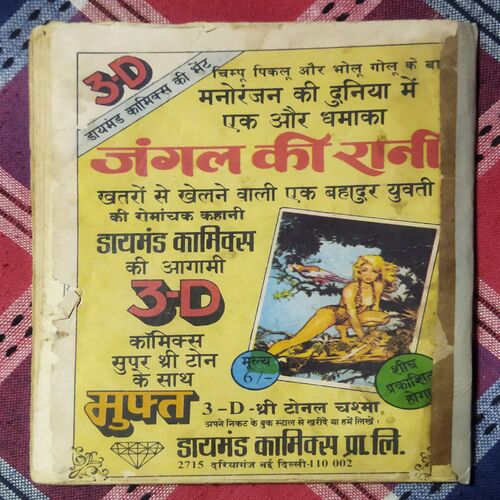 3-D
डायमंड कामिक्स की भेंट
चिम्पू पिकलू और भोलू गोलू के बा
मनोरंजन की दुनिया में
एक और धमाका
जंगल की रानी
खतरों से खेलने वाली एक बहादुर युवती
की रोमांचक कहानी
डायमंड कामिक्स
की आगामी
3-D
कॉमिक्स
सुपर थ्री टोन
के साथ
मूल्य
6/-
शीघ्र
प्रकाशित
होगा
मुफ्त 3-D-थ्री टोनल चश्मा
अपने निकट के बुक स्टाल से खरीदें या हमें लिखें।
डायमंड कामिक्स प्रा. लि.
2715 दरियागंज नई दिल्ली-110 002